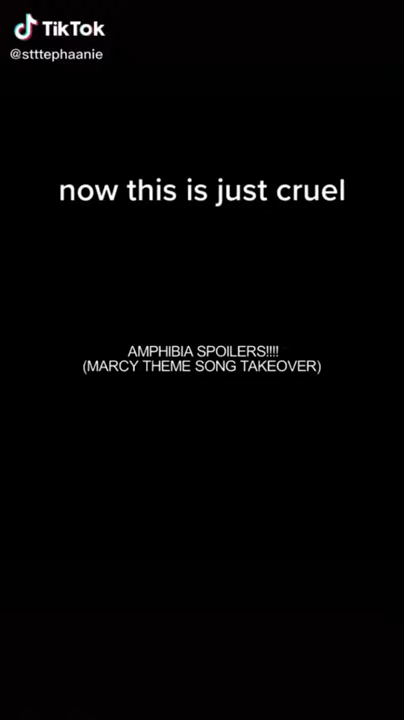 TikTok
@stttephaanie
now this is just cruel
AMPHIBIA SPOILERS!!!!
(MARCY THEME SONG TAKEOVER)